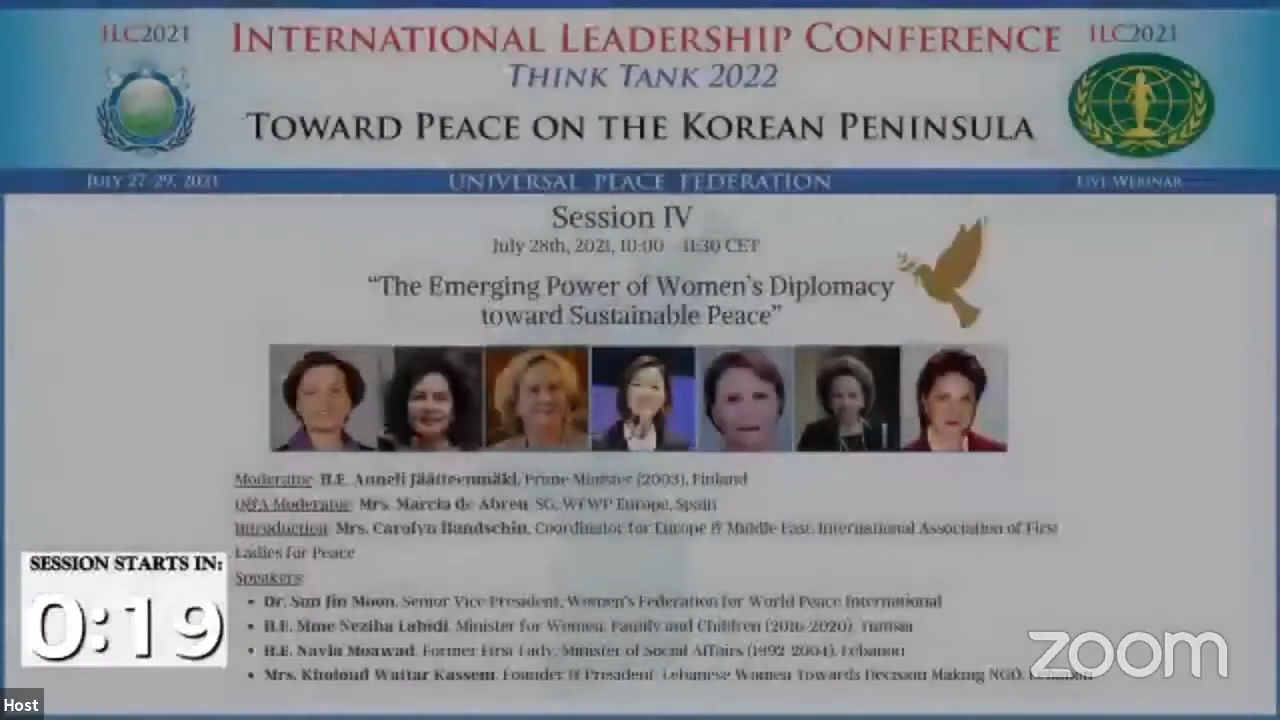 ILC2021
INTERNATIONAL LEADERSHIP CONFERENCE
ILC2021
THINK TANK 2022
TOWARD PEACE ON THE KOREAN PENINSULA
JULY 27-29, 2021
UNIVERSAL PEACE FEDERATION
LIVE WEBINAR
Session IV
July 28th, 2021, 10:00 11:30 CET
“The Emerging Power of Women’s Diplomacy
toward Sustainable Peace”
Moderator H.E. Anneli Jäätteenmäki, Prime Minister (2003), Finland
Q&A Moderator Mrs. Marcia de Abreu SG, WFWP Europe, Spain
Introduction Mrs. Carolyn Handschin, Coordinator for Europe & Middle East, International Association of First
Ladies for Peace
SESSION STARTS IN:
0:19
Speakers
• Dr. Sun Jin Moon, Senior Vice President, Women’s Federation for World Peace International
• H.E. Mme Neziha Labidi, Minister for Women, Family and Children (2016-2020), Tunisia
• H.E. Nayla Moawad, Former First Lady, Minister of Social Affairs (1992-2004), Lebanon
• Mrs. Khouloud Kassem, Founder & President Lebanese Women Towards Decision Making NGO,
zoom
Host